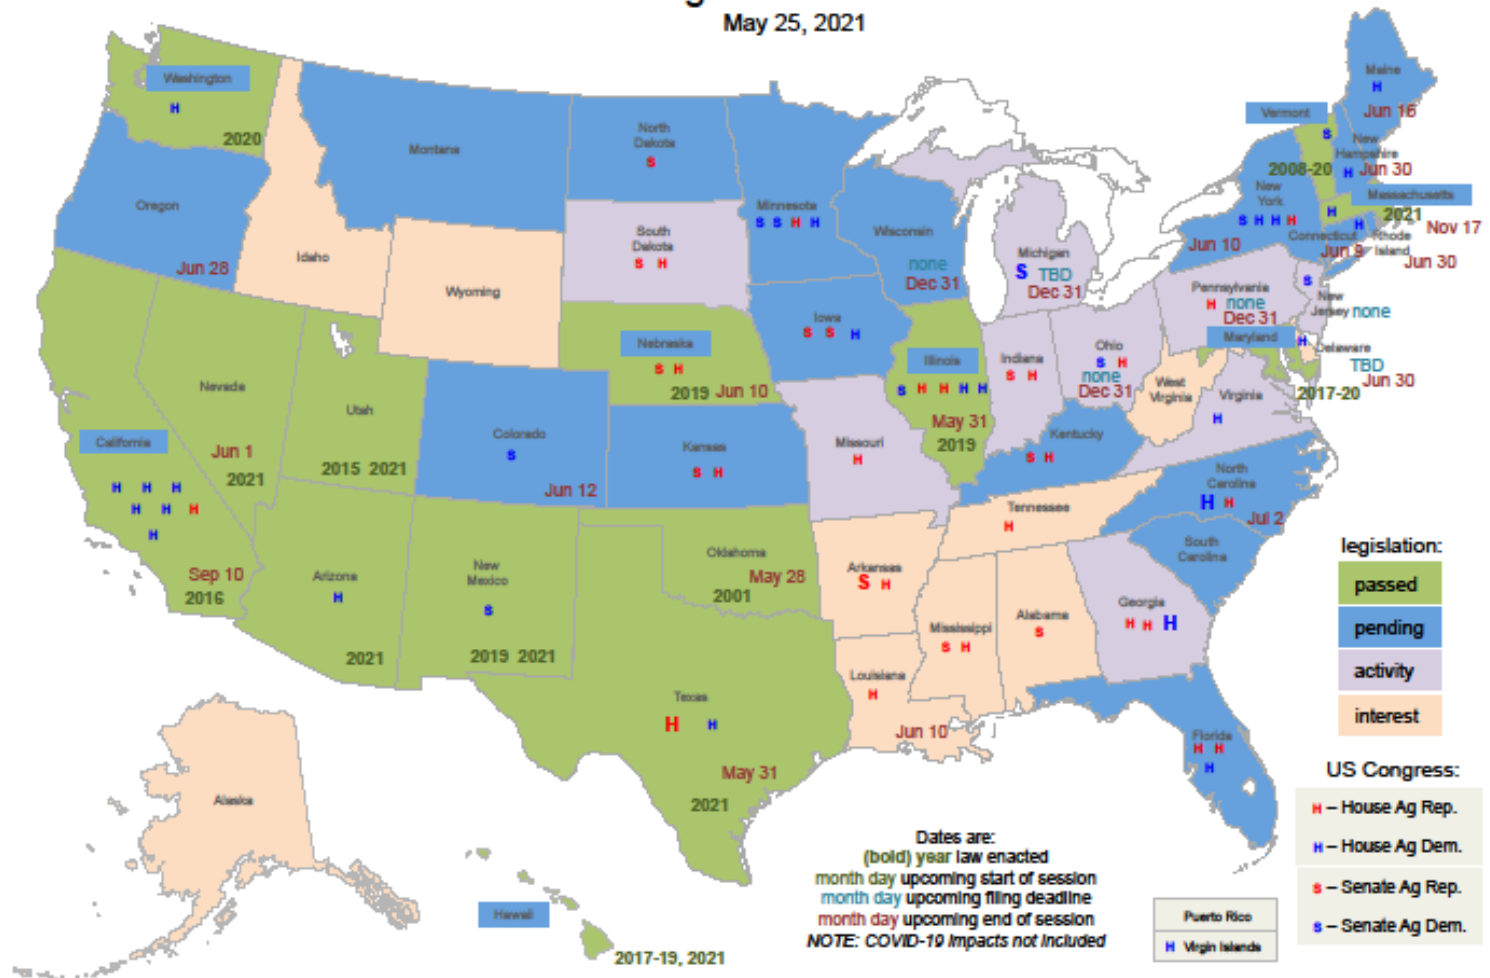 May 25, 2021
Washington
H
2020
Oregon
Jun 28
Idaho
Montana
Wyoming
North
Dakota
S
South
Dakota
S H
Nebraska
S H
2019 Jun 10
Minnesota
S S H H
Wisconsin
none
Dec 31
Michigan
S TBD
Dec 31
Iowa
S S H
Illinois
S H H H H
May 31
2019
Indiana
S H
Ohio
S H
none
Dec 31
Pennsylvania
H none
Dec 31
New
York
S H H H
Jun 10
Vermont
S
2008-20
Maine
H
Jun 16
New
Hampshire
H Jun 30
Massachusetts
H
2021
Nov 17
Connecticut
H
Jun 9
Rhode
Island
Jun 30
S
New
Jersey none
Maryland
H
2017-20
Delaware
TBD
Jun 30
West
Virginia
Virginia
H
Kentucky
S H
Nevada
Jun 1
2021
Utah
2015 2021
California
H H H
H H H
H
Sep 10
2016
Colorado
S
Jun 12
Kansas
S H
Missouri
H
Arizona
H
2021
New
Mexico
S
2019 2021
Oklahoma
May 28
2001
Texas
H H
May 31
2021
Arkansas
S H
Louisiana
H
Jun 10
Mississippi
S H
Alabama
S
Tennessee
H
Georgia
H H H
North
Carolina
H H
Jul 2
South
Carolina
Florida
H H
H
Alaska
Hawaii
2017-19, 2021
legislation:
passed
pending
activity
interest
US Congress:
H – House Ag Rep.
H – House Ag Dem.
S – Senate Ag Rep.
S – Senate Ag Dem.
Dates are:
(bold) year law enacted
month day upcoming start of session
month day upcoming filing deadline
month day upcoming end of session
NOTE: COVID-19 impacts not included
Puerto Rico
H Virgin Islands